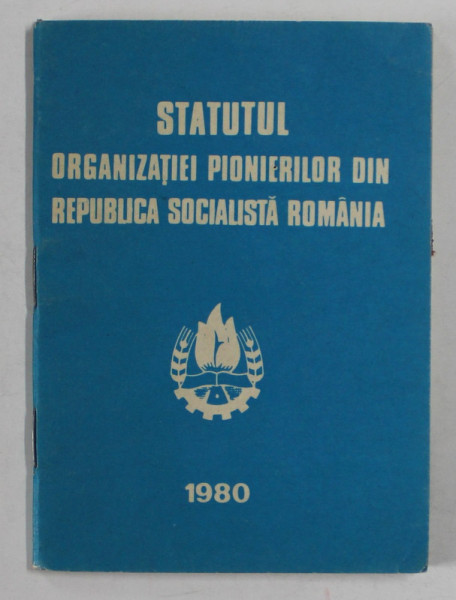 STATUTUL
ORGANIZAȚIEI PIONIERILOR DIN
REPUBLICA SOCIALISTĂ ROMÂNIA
1980